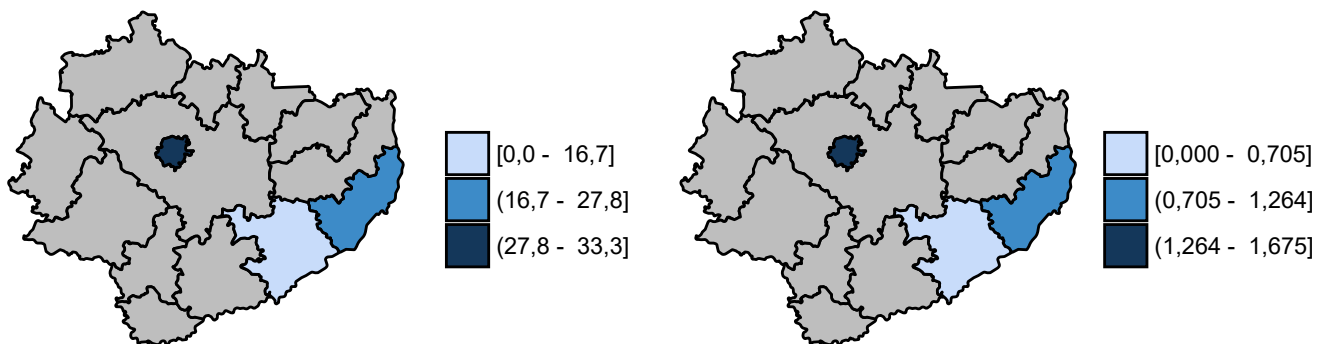 [0,0 - 16,7]
(16,7 - 27,8]
(27,8 - 33,3]
[0,000 - 0,705]
(0,705 - 1,264]
(1,264 - 1,675]